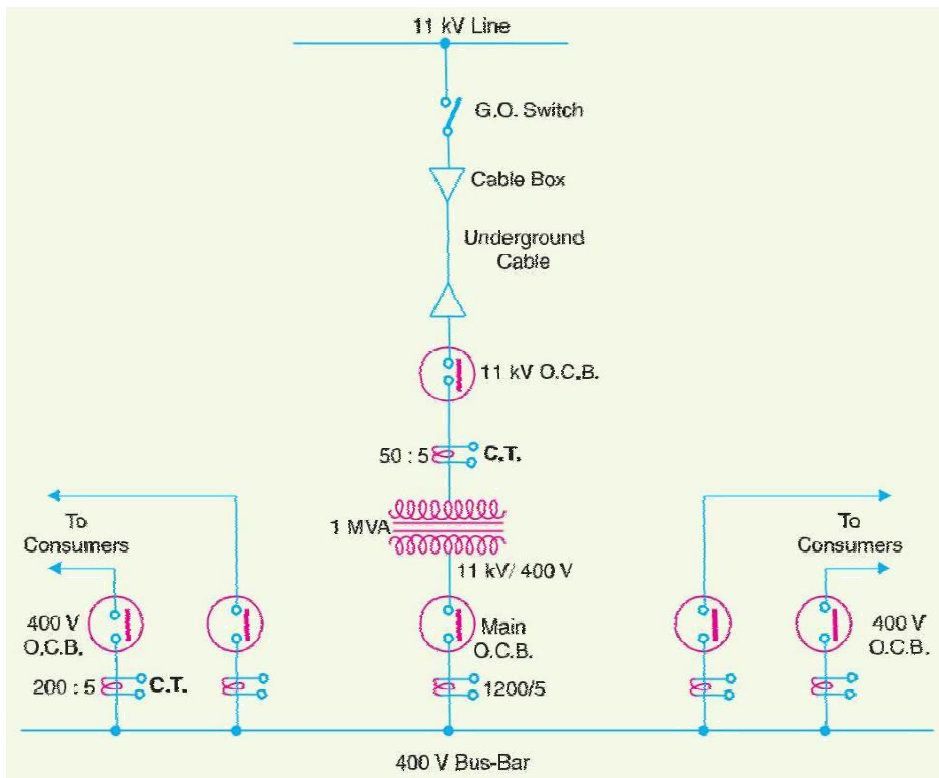 11 kV Line
G.O. Switch
Cable Box
Underground
Cable
11 kV O.C.B.
50 : 5
C.T.
To
Consumers
1 MVA
To
Consumers
11 kV/ 400 V
400 V
O.C.B.
Main
O.C.B.
400 V
O.C.B.
200 : 5
C.T.
1200/5
400 V Bus-Bar